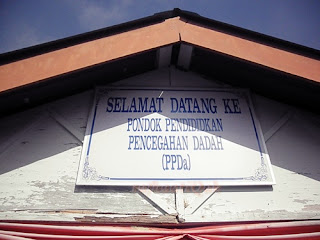 SELAMAT DATANG KE
PONDOK PENDIDIKAN
PENCEGAHAN DADAH
(PPDa)